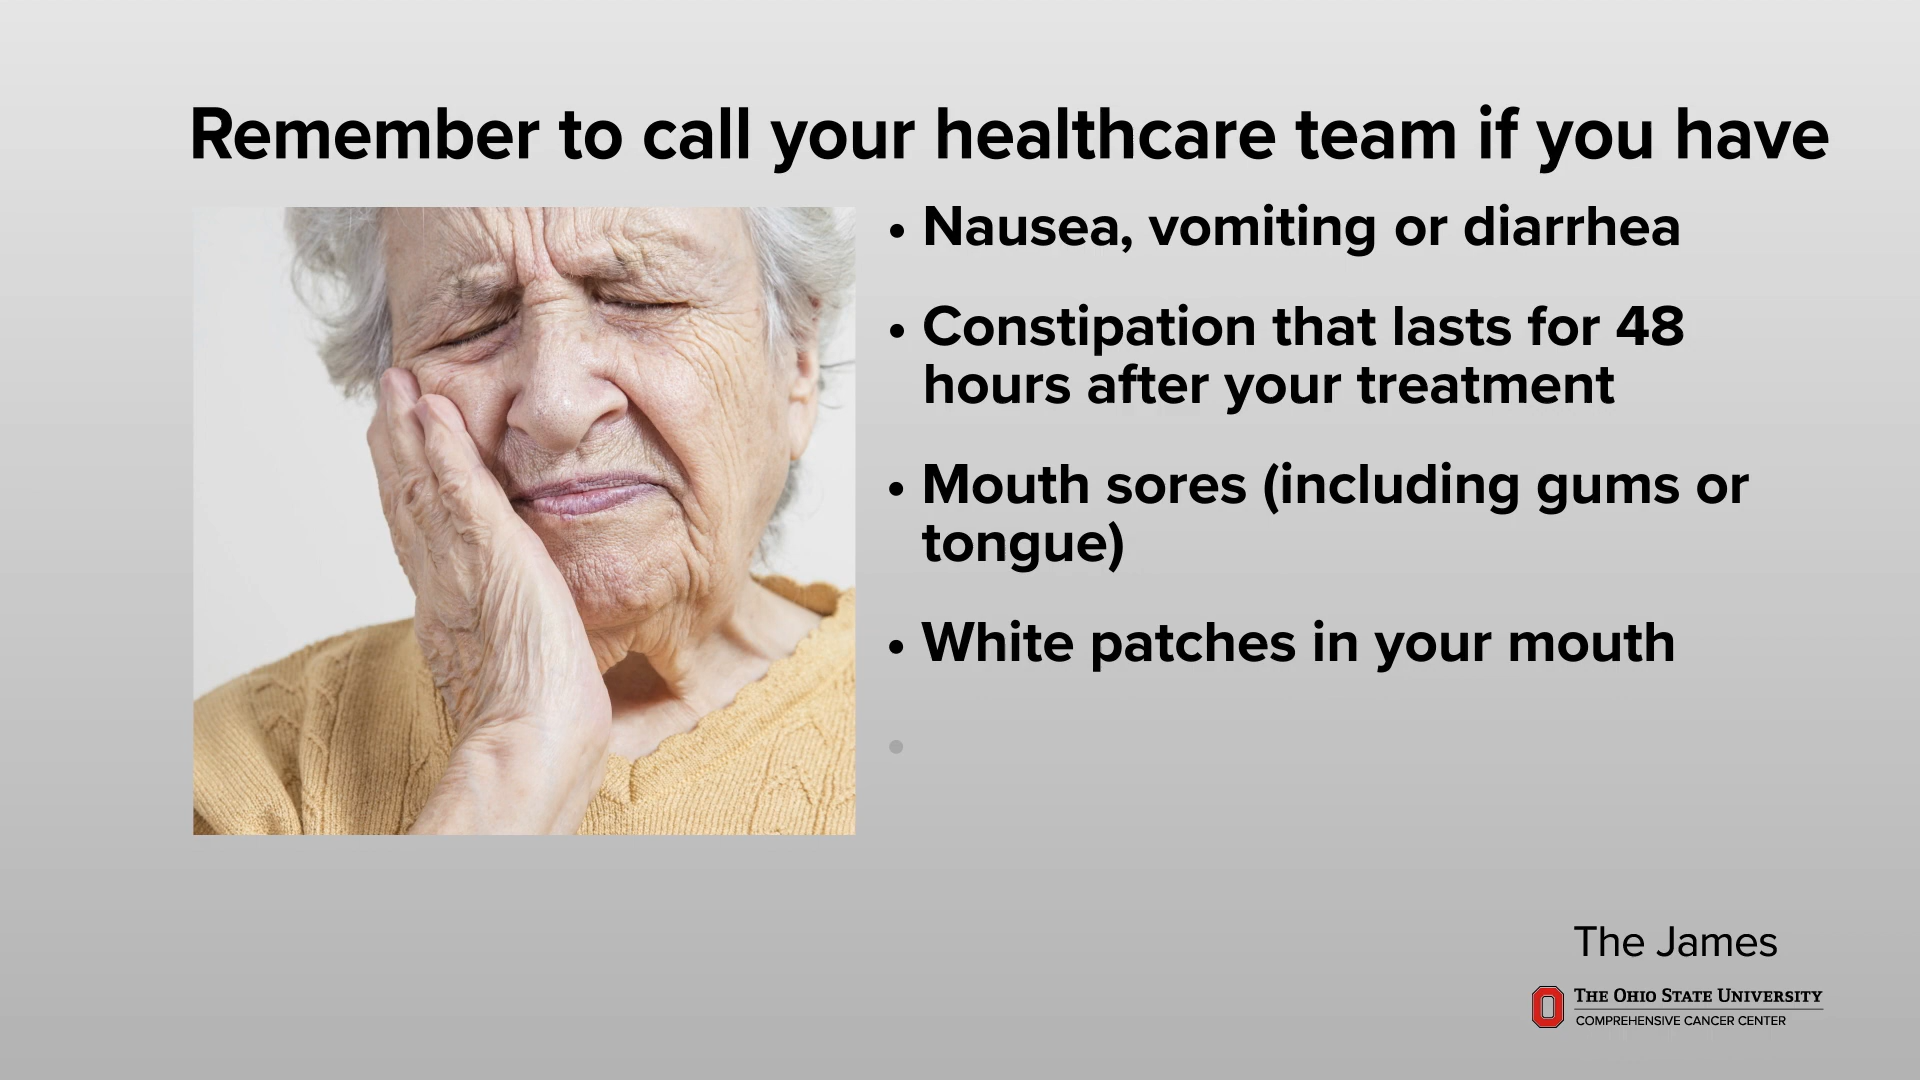 Remember to call your healthcare team if you have
• Nausea, vomiting or diarrhea
• Constipation that lasts for 48
hours after your treatment
• Mouth sores (including gums or
tongue)
• White patches in your mouth
•
The James
THE OHIO STATE UNIVERSITY
COMPREHENSIVE CANCER CENTER